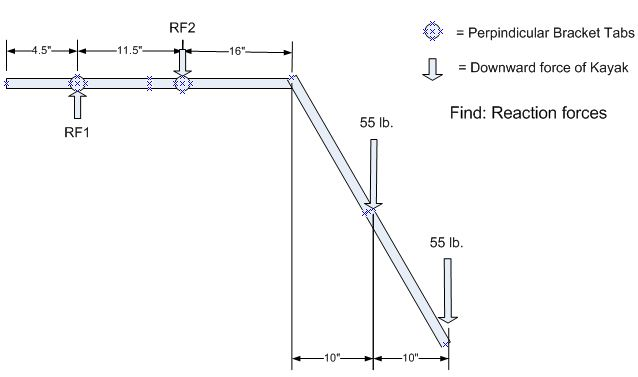 RF2
4.5"
11.5"
16"
RF1
= Perpindicular Bracket Tabs
= Downward force of Kayak
Find: Reaction forces
55 lb.
55 lb.
10"
10"